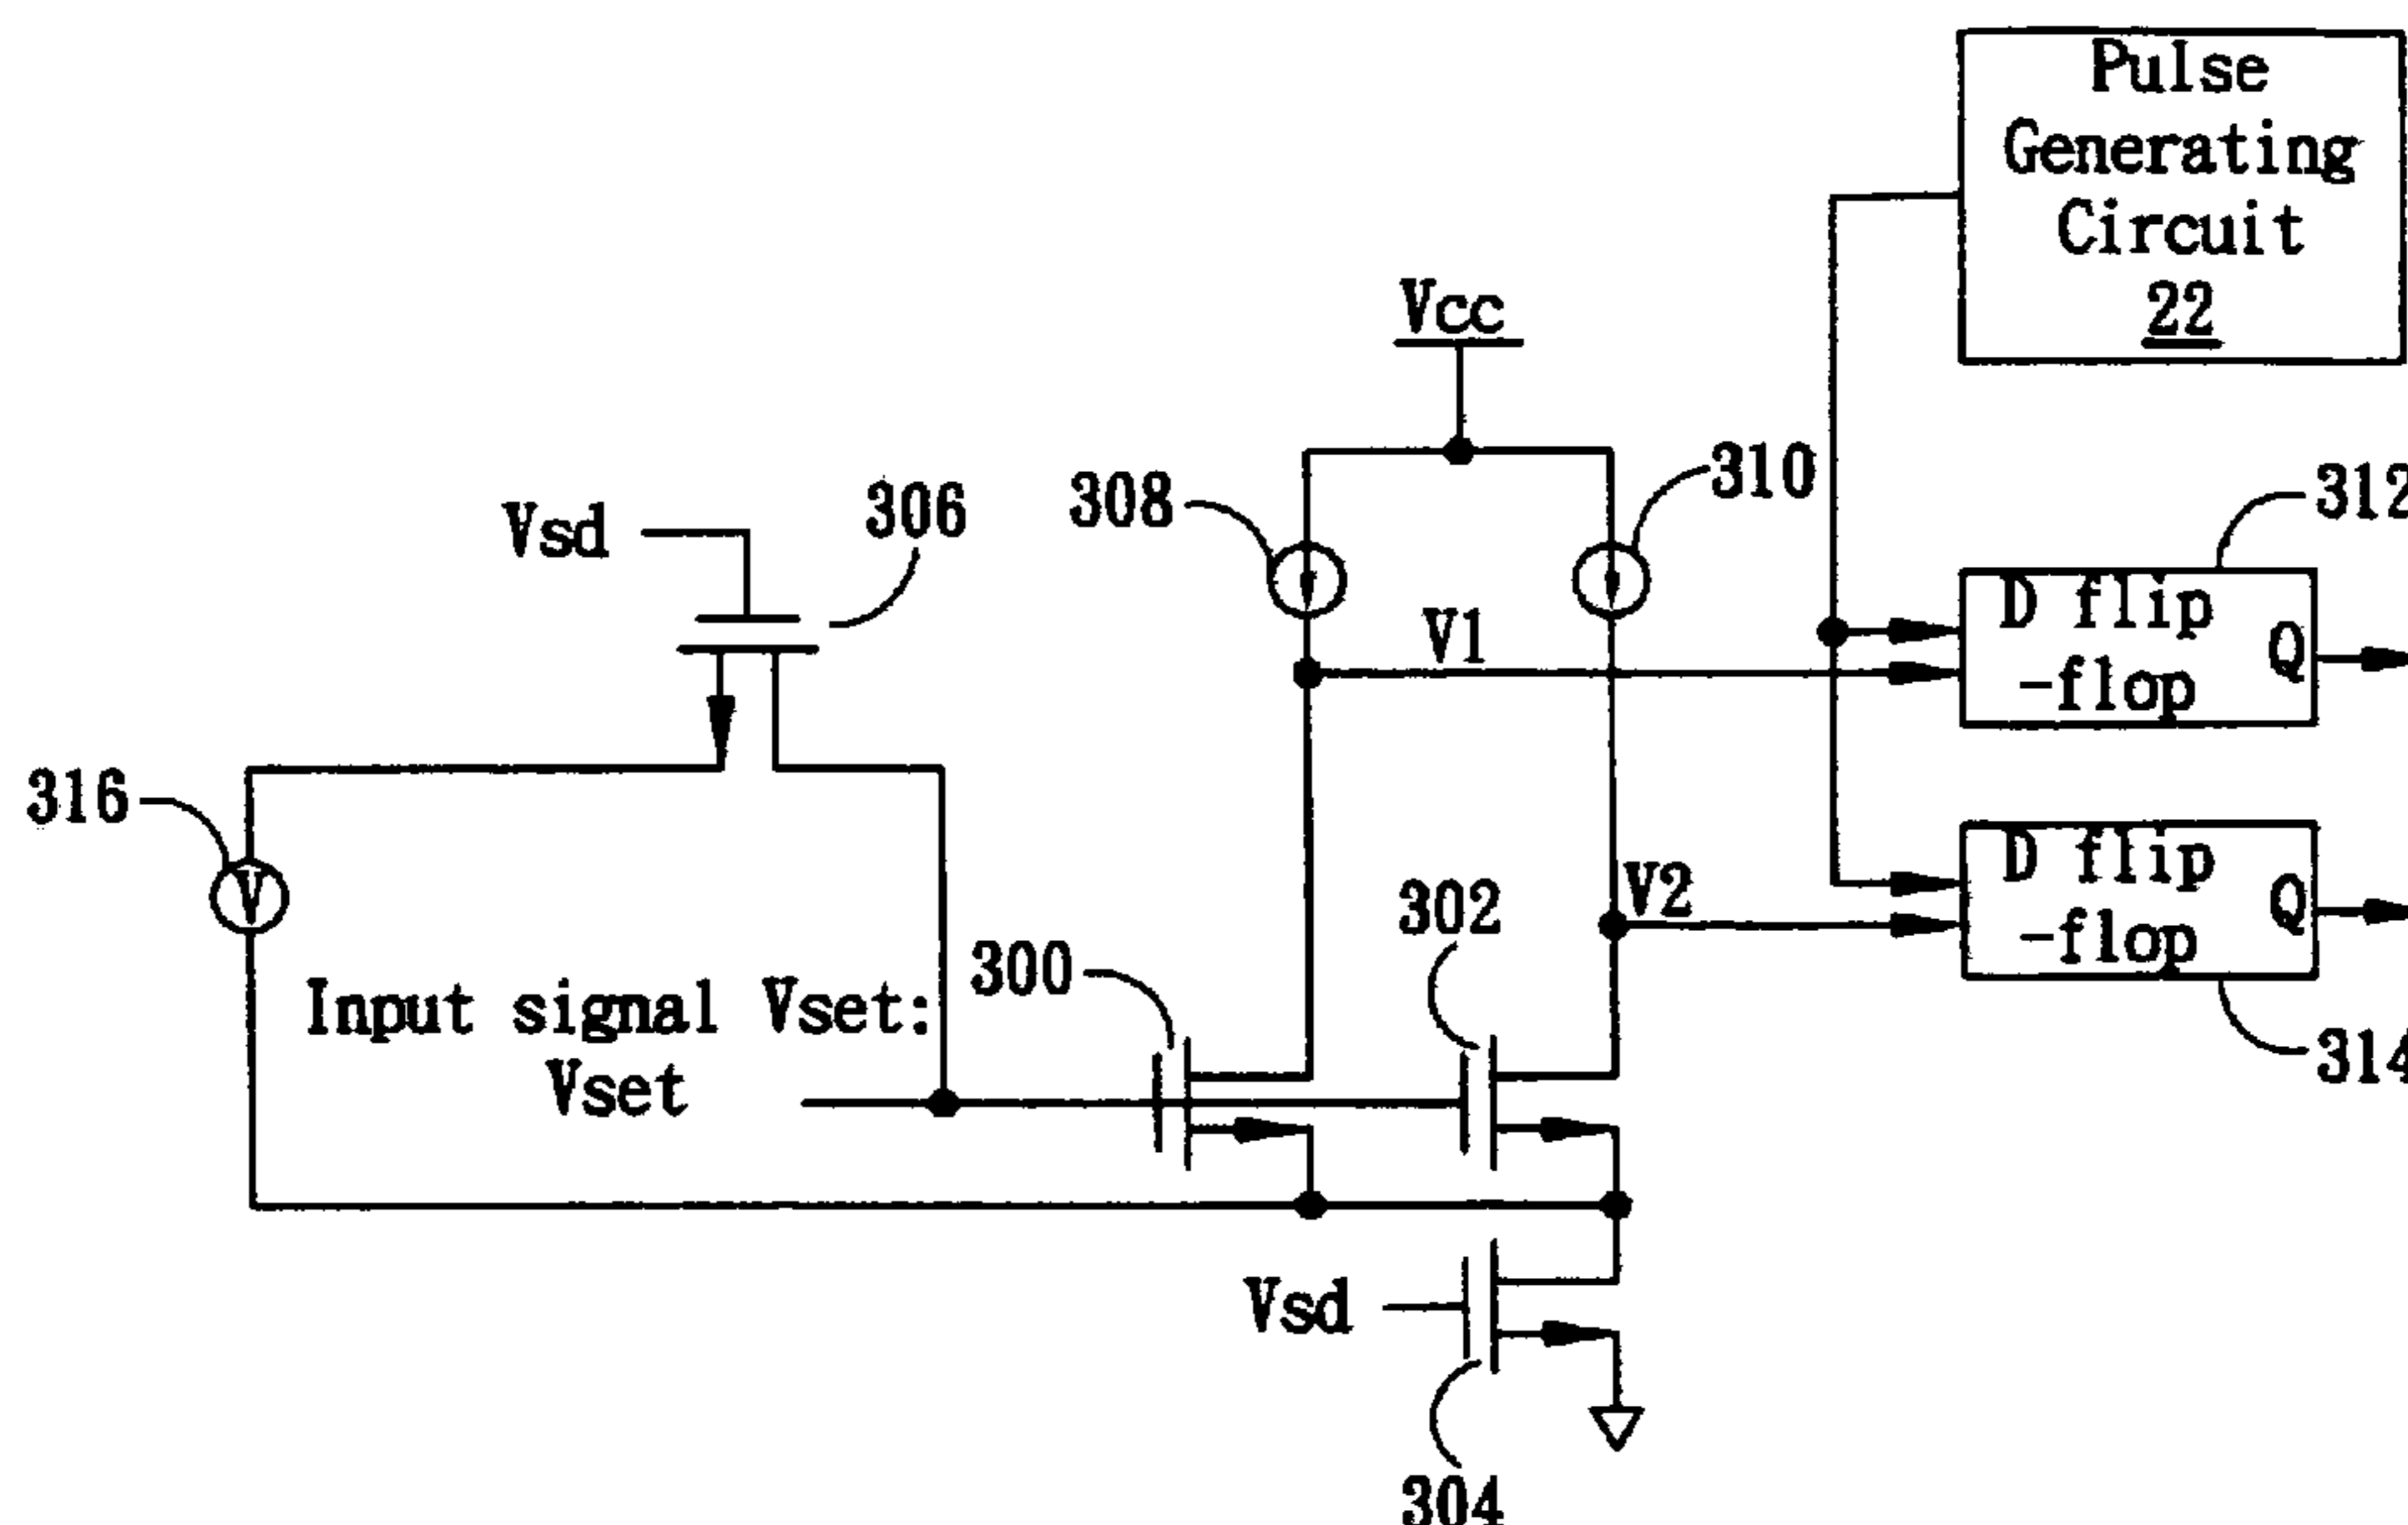 Pulse
Generating
Circuit
22
Vcc
310
308
306
Vsd
312
D flip
-flop
Q
V1
316
D flip
-flop
Q
V2
302
300
Input signal Vset:
Vset
314
Vsd
304
V